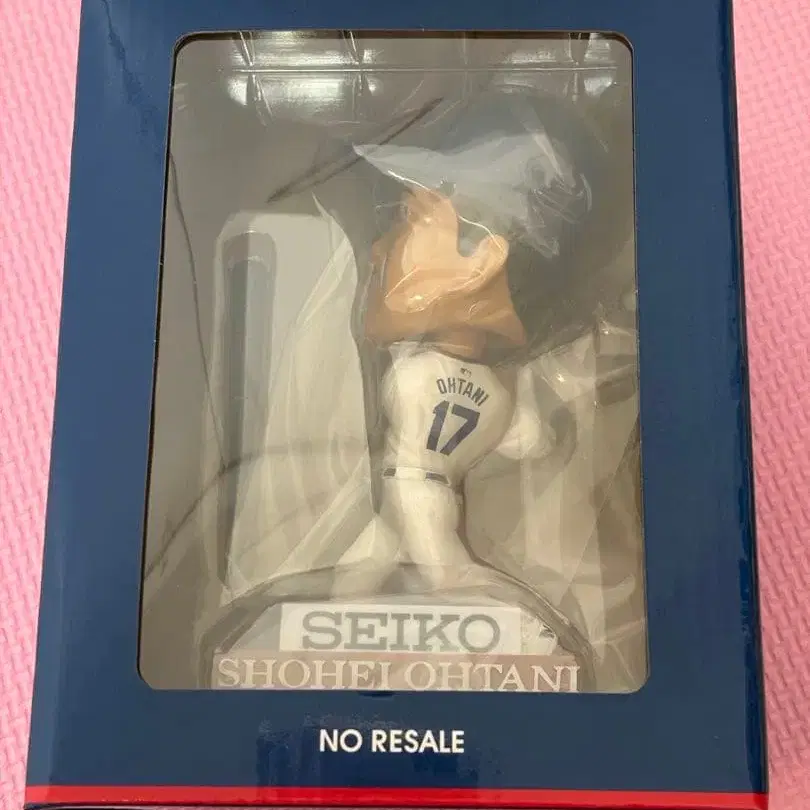 OHTANI
17
SEIKO
SHOHEI OHTANI
NO RESALE